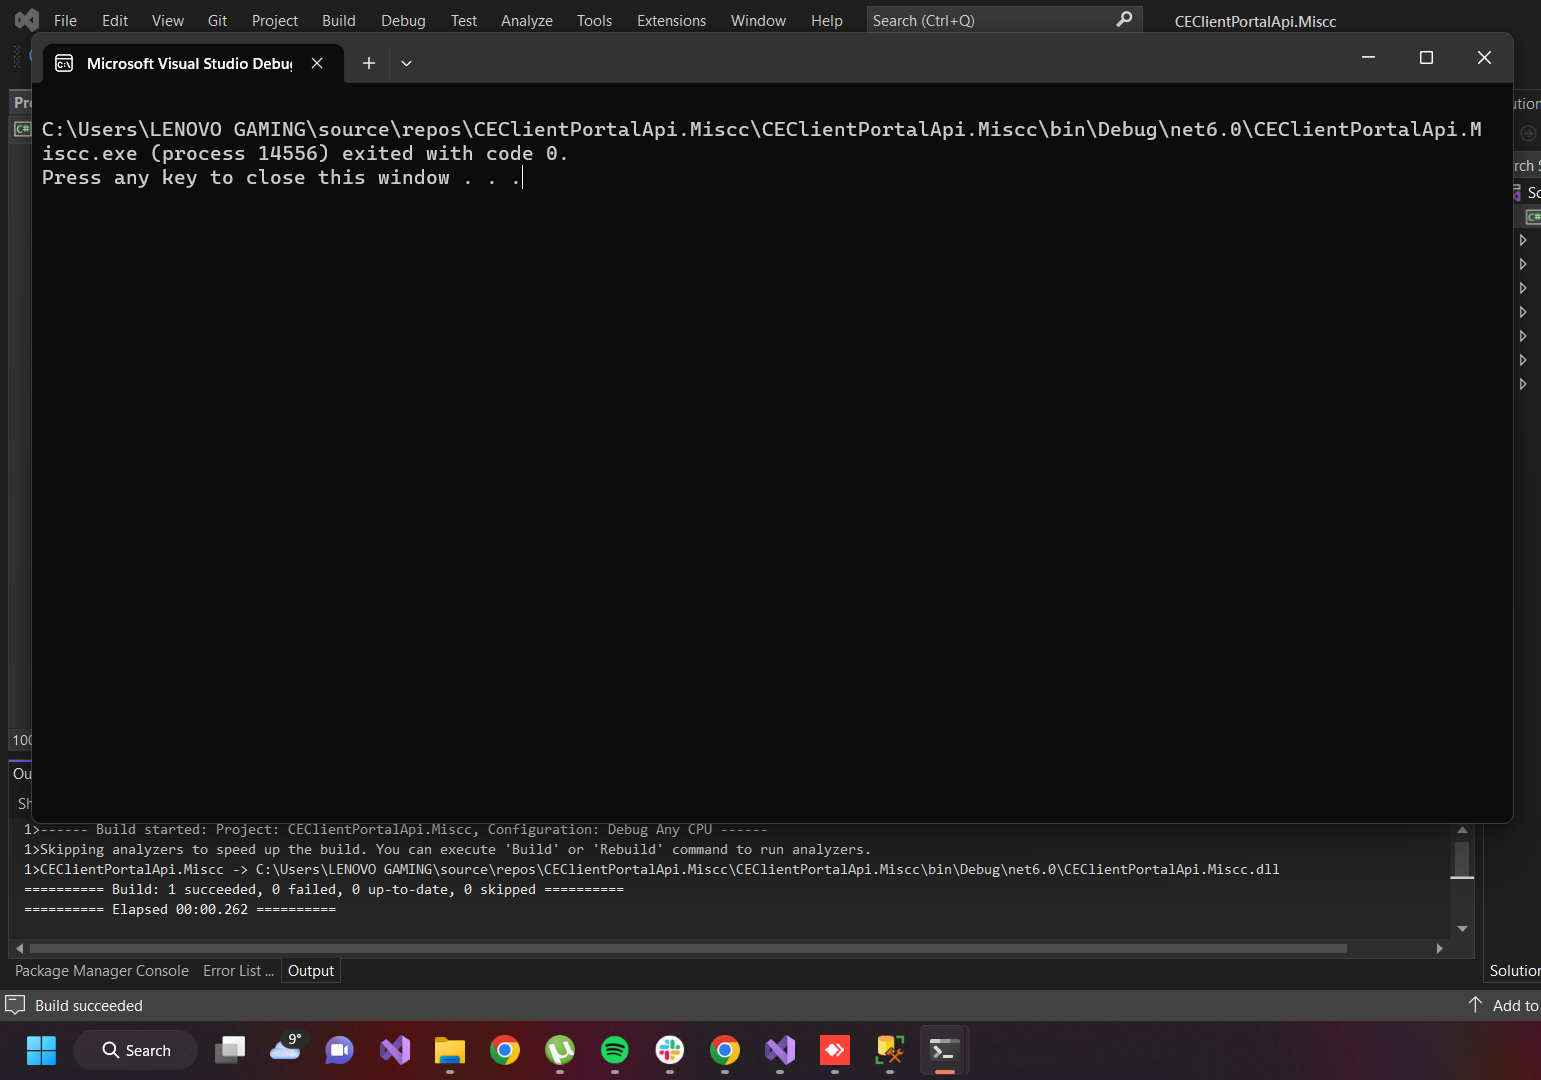 File Edit View Git Project Build Debug Test Analyze Tools Extensions Window Help Search (Ctrl+Q) CEClientPortalApi.Miscc
Microsoft Visual Studio Debu
C:\Users\LENOVO GAMING\source\repos\CEClientPortalApi.Miscc\CEClientPortalApi.Miscc\bin\Debug\net6.0\CEClientPortalApi.M
iscc.exe (process 14556) exited with code 0.
Press any key to close this window . . .
1>------ Build started: Project: CEClientPortalApi.Miscc, Configuration: Debug Any CPU ------
1>Skipping analyzers to speed up the build. You can execute 'Build' or 'Rebuild' command to run analyzers.
1>CEClientPortalApi.Miscc -> C:\Users\LENOVO GAMING\source\repos\CEClientPortalApi.Miscc\CEClientPortalApi.Miscc\bin\Debug\net6.0\CEClientPortalApi.Miscc.dll
========== Build: 1 succeeded, 0 failed, 0 up-to-date, 0 skipped ==========
========== Elapsed 00:00.262 ==========
Package Manager Console Error List ... Output Solution
Build succeeded Add to
Search 9°